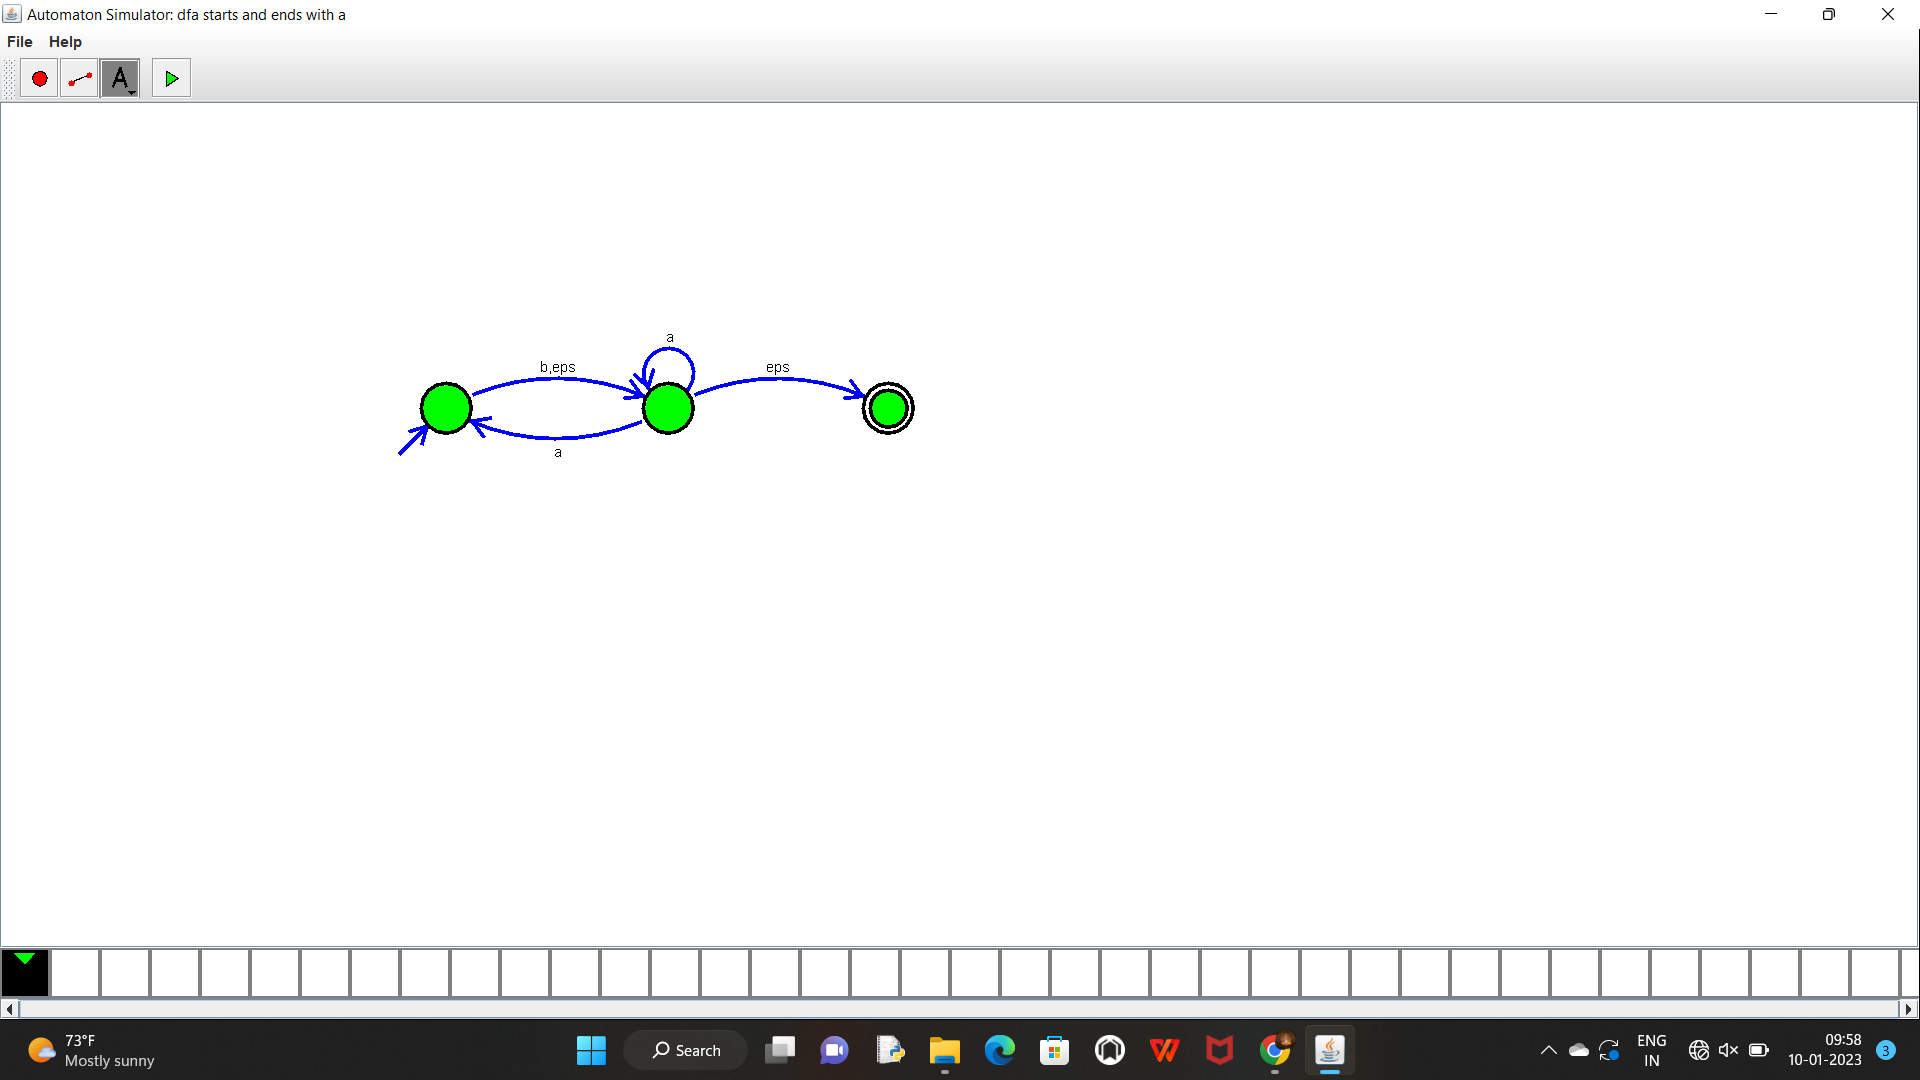 Automaton Simulator: dfa starts and ends with a
File Help
A
a
b,eps
eps
a
73°F
Mostly sunny
Search
ENG
IN
09:58
10-01-2023
3